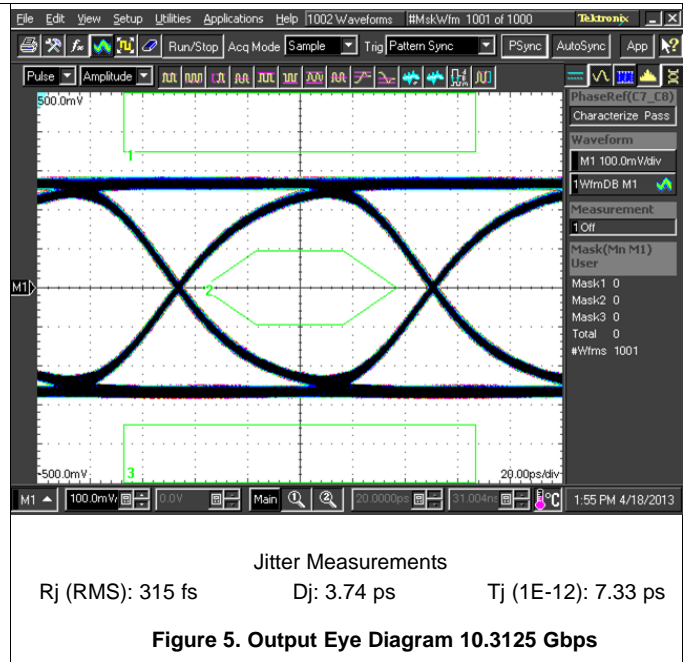 File Edit View Setup Utilities Applications Help 1002 Waveforms #MskWfm 1001 of 1000 Tektronix
Run/Stop Acq Mode Sample Trig Pattern Sync PSync AutoSync App
Pulse Amplitude
500.0mV
1
M1
2
-500.0mV
3
20.00ps/div
PhaseRef(C7_C8)
Characterize Pass
Waveform
M1 100.0mV/div
1 WfmDB M1
Measurement
1 Off
Mask(Mn M1)
User
Mask1 0
Mask2 0
Mask3 0
Total 0
#Wfms 1001
M1 100.0mV/ 0.0V Main 1 2 20.0000ps 31.004ns °C 1:55 PM 4/18/2013
Jitter Measurements
Rj (RMS): 315 fs Dj: 3.74 ps Tj (1E-12): 7.33 ps
Figure 5. Output Eye Diagram 10.3125 Gbps